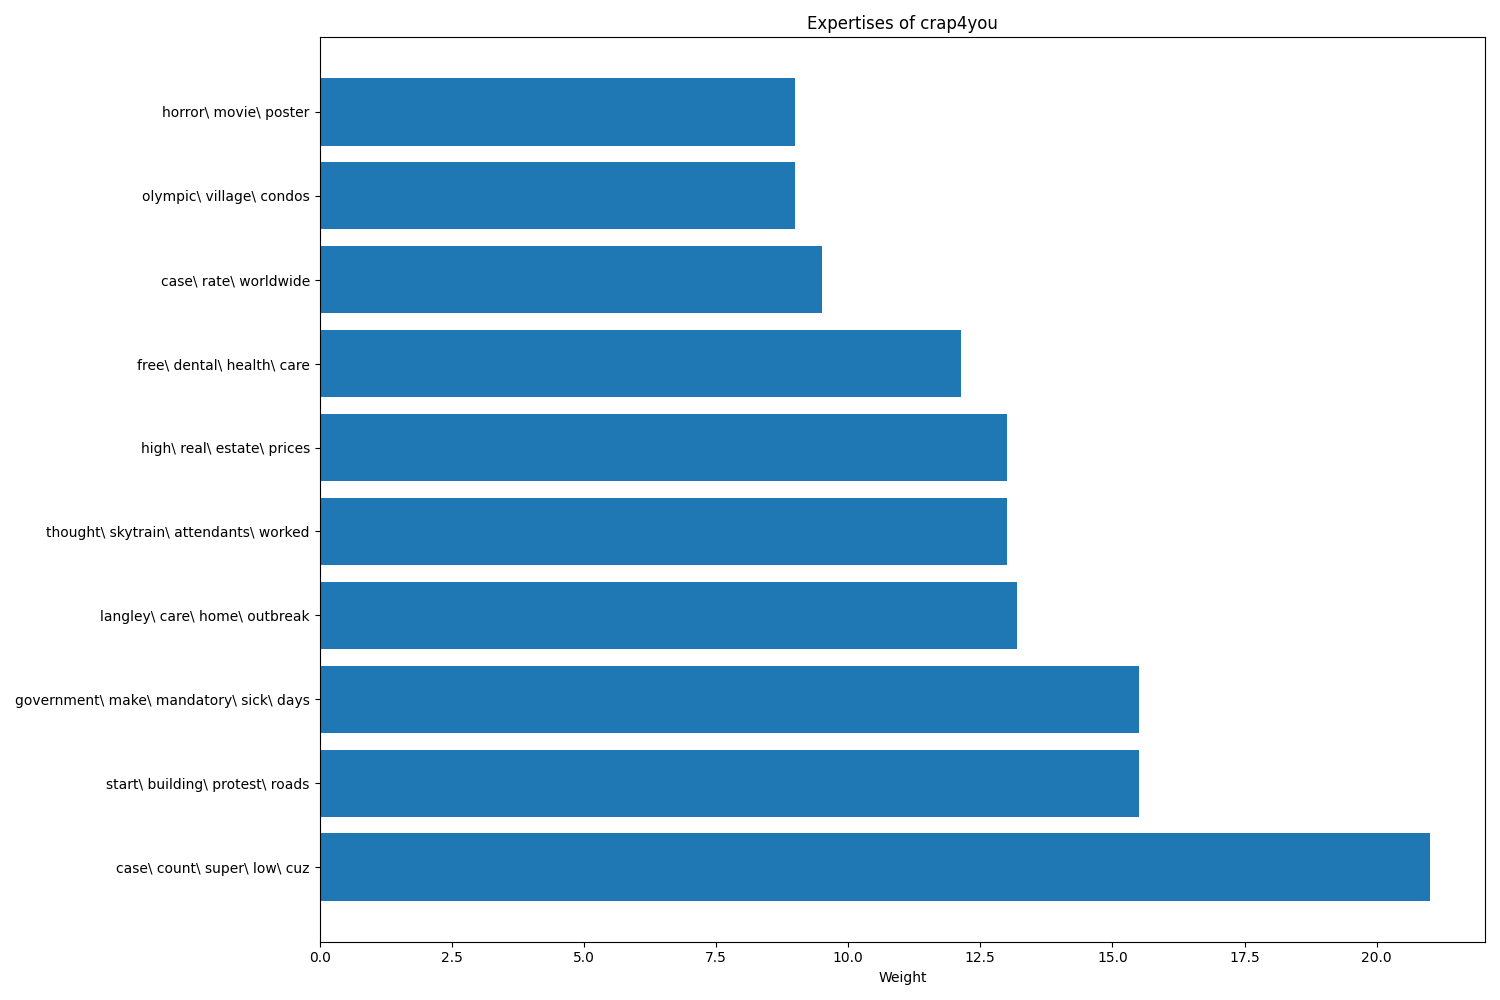 Expertises of crap4you
horror\ movie\ poster
olympic\ village\ condos
case\ rate\ worldwide
free\ dental\ health\ care
high\ real\ estate\ prices
thought\ skytrain\ attendants\ worked
langley\ care\ home\ outbreak
government\ make\ mandatory\ sick\ days
start\ building\ protest\ roads
case\ count\ super\ low\ cuz
0.0 2.5 5.0 7.5 10.0 12.5 15.0 17.5 20.0
Weight